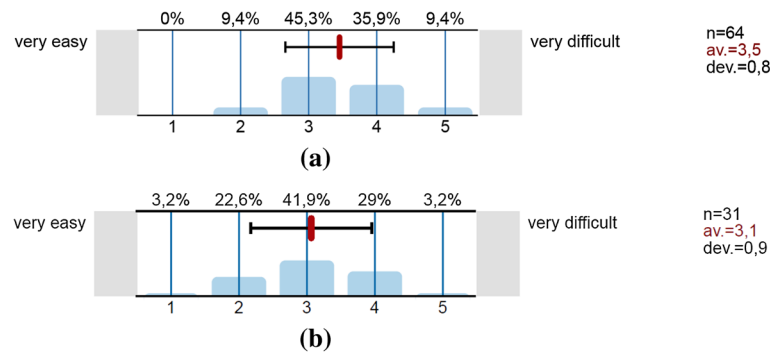 0% 9,4% 45,3% 35,9% 9,4%
very easy very difficult
n=64
av.=3,5
dev.=0,8
1 2 3 4 5
(a)
3,2% 22,6% 41,9% 29% 3,2%
very easy very difficult
n=31
av.=3,1
dev.=0,9
1 2 3 4 5
(b)